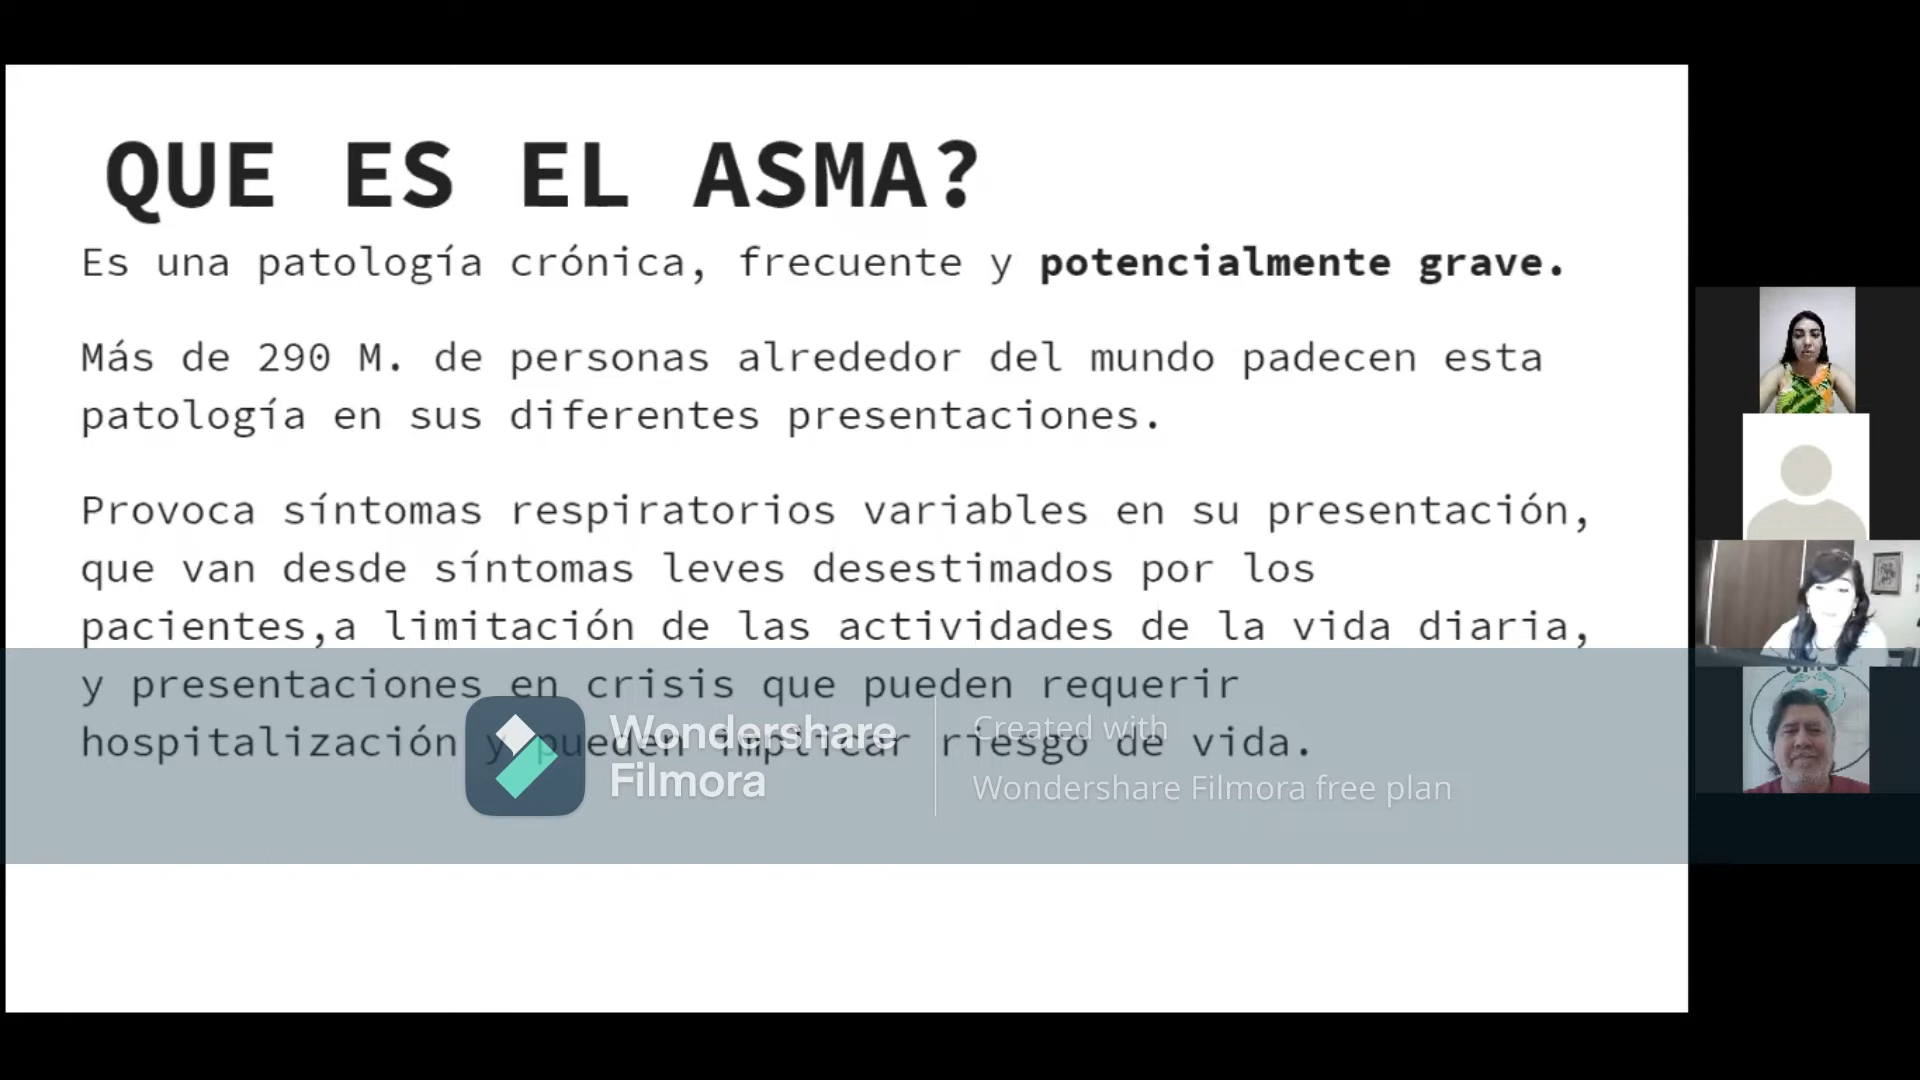 QUE ES EL ASMA?
Es una patología crónica, frecuente y potencialmente grave.
Más de 290 M. de personas alrededor del mundo padecen esta
patología en sus diferentes presentaciones.
Provoca síntomas respiratorios variables en su presentación,
que van desde síntomas leves desestimados por los
pacientes,a limitación de las actividades de la vida diaria,
y presentaciones en crisis que pueden requerir
hospitalización y pueden implicar riesgo de vida.
Wondershare
Filmora
Created with
Wondershare Filmora free plan